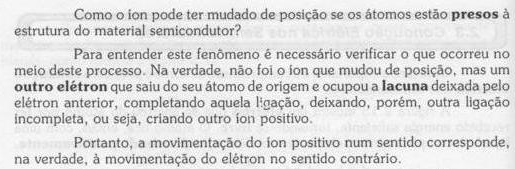 Como o íon pode ter mudado de posição se os átomos estão presos à
estrutura do material semicondutor?
Para entender este fenômeno é necessário verificar o que ocorreu no
meio deste processo. Na verdade, não foi o íon que mudou de posição, mas um
outro elétron que saiu do seu átomo de origem e ocupou a lacuna deixada pelo
elétron anterior, completando aquela ligação, deixando, porém, outra ligação
incompleta, ou seja, criando outro íon positivo.
Portanto, a movimentação do íon positivo num sentido corresponde,
na verdade, à movimentação do elétron no sentido contrário.